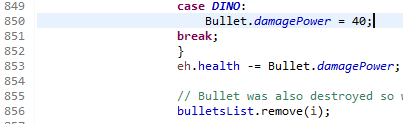 849 case DINO:
850 Bullet.damagePower = 40;
851 break;
852 }
853 eh.health -= Bullet.damagePower;
854
855 // Bullet was also destroyed so
856 bulletsList.remove(i);